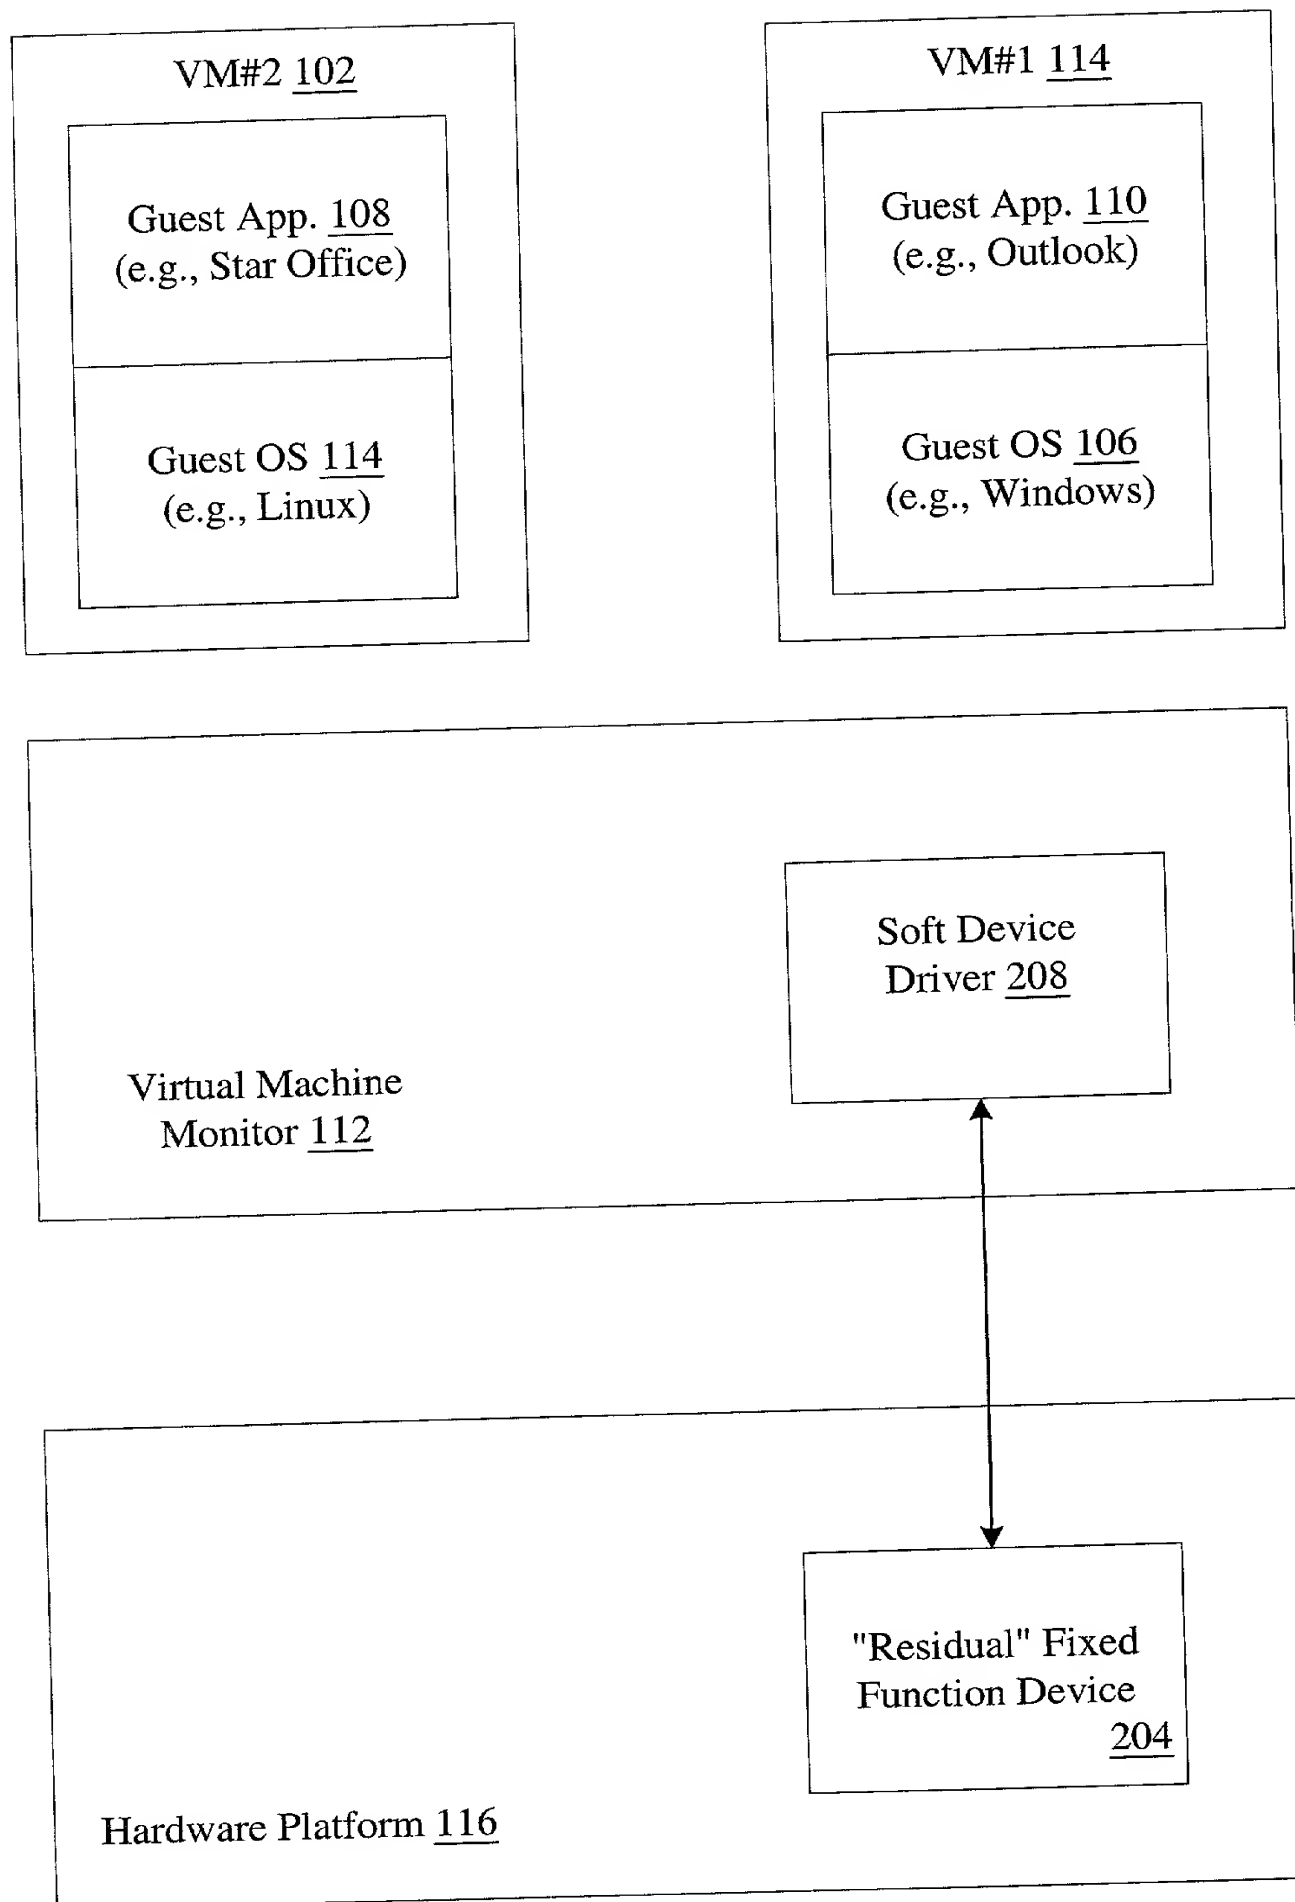 VM#2 102
Guest App. 108
(e.g., Star Office)
Guest OS 114
(e.g., Linux)
VM#1 114
Guest App. 110
(e.g., Outlook)
Guest OS 106
(e.g., Windows)
Soft Device
Driver 208
Virtual Machine
Monitor 112
"Residual" Fixed
Function Device
204
Hardware Platform 116